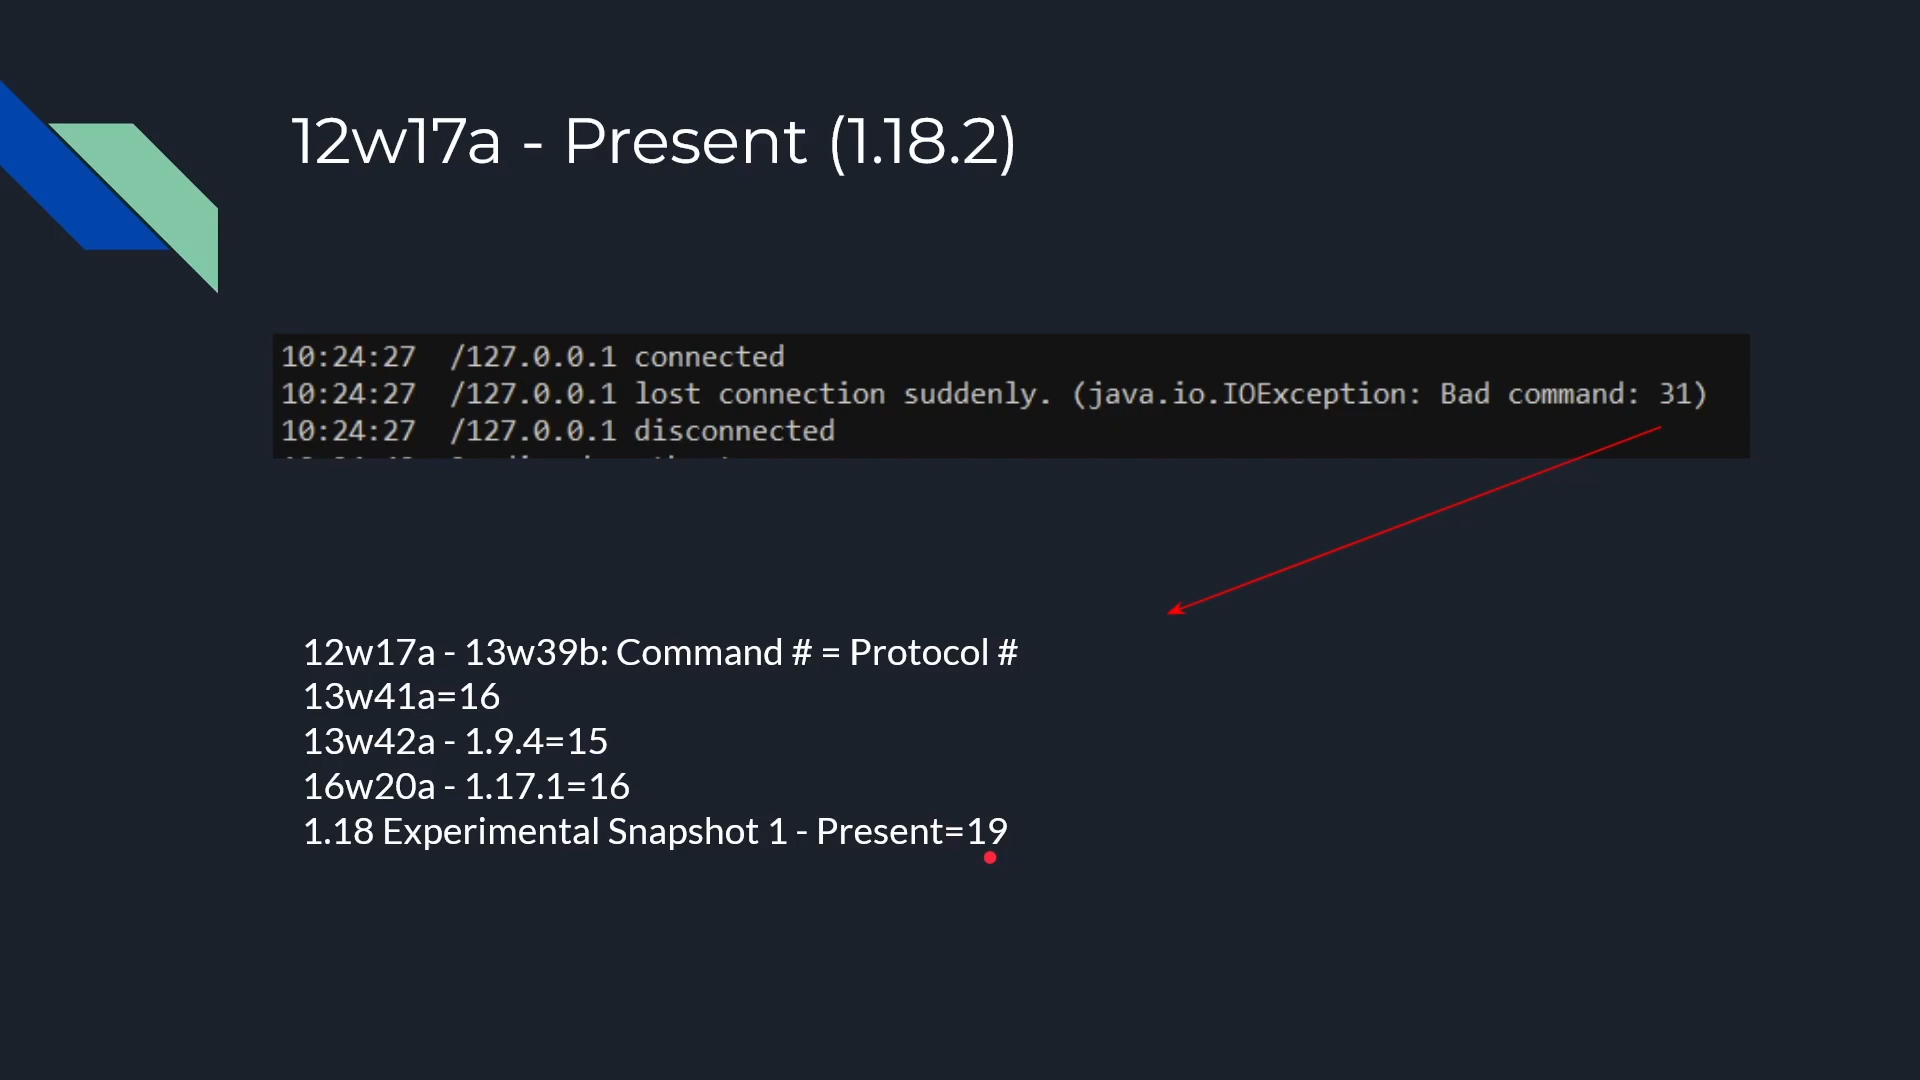 12w17a - Present (1.18.2)
10:24:27  /127.0.0.1 connected
10:24:27  /127.0.0.1 lost connection suddenly. (java.io.IOException: Bad command: 31)
10:24:27  /127.0.0.1 disconnected
12w17a - 13w39b: Command # = Protocol #
13w41a=16
13w42a - 1.9.4=15
16w20a - 1.17.1=16
1.18 Experimental Snapshot 1 - Present=19